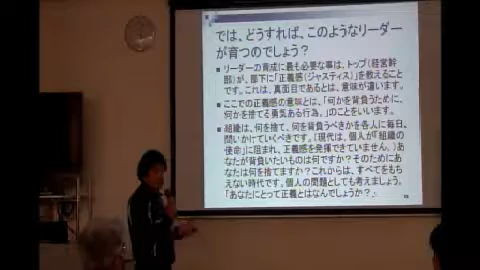 では、どうすれば、このようなリーダー
が育つのでしょう？
■ リーダーの育成に最も必要な事は、トップ（経営幹
部）が、部下に「正義感（ジャスティス）」を教えること
です。これは、真面目であるとは、意味が違います。
■ ここでの正義感の意味とは、「何かを背負うために、
何かを捨てる勇気ある行為。」のことをいいます。
■ 組織は、何を捨て、何を背負うべきかを各人に毎日、
問いかけていくべきです。（現代は、個人が「組織の
使命」に阻まれ、正義感を発揮できていません。）あ
なたが背負いたいものは何ですか？そのためにあ
なたは何を捨てますか？これからは、すべてをもち
えない時代です。個人の問題としても考えましょう。
「あなたにとって正義とはなんでしょうか？」